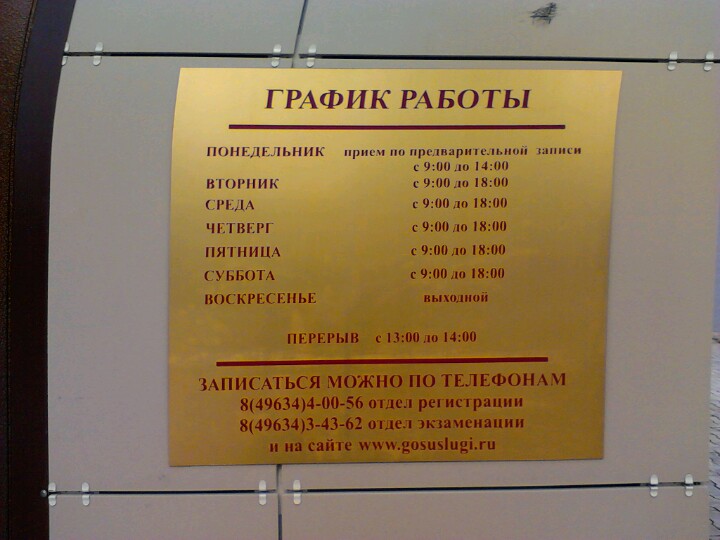 ГРАФИК РАБОТЫ
ПОНЕДЕЛЬНИК прием по предварительной записи
с 9:00 до 14:00
ВТОРНИК с 9:00 до 18:00
СРЕДА с 9:00 до 18:00
ЧЕТВЕРГ с 9:00 до 18:00
ПЯТНИЦА с 9:00 до 18:00
СУББОТА с 9:00 до 18:00
ВОСКРЕСЕНЬЕ выходной
ПЕРЕРЫВ с 13:00 до 14:00
ЗАПИСАТЬСЯ МОЖНО ПО ТЕЛЕФОНАМ
8(49634)4-00-56 отдел регистрации
8(49634)3-43-62 отдел экзаменации
и на сайте www.gosuslugi.ru